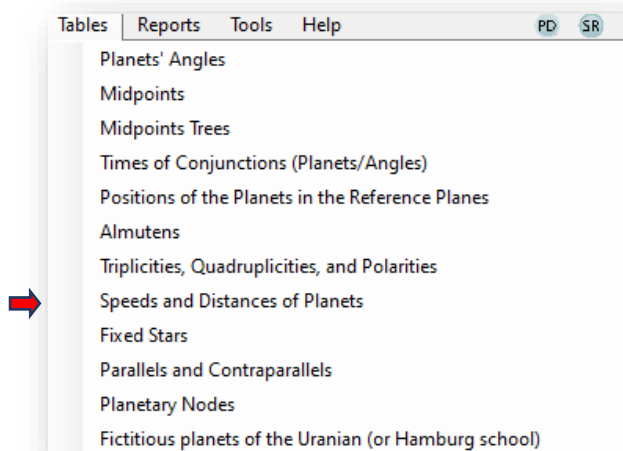 Tables Reports Tools Help PD SR
Planets' Angles
Midpoints
Midpoints Trees
Times of Conjunctions (Planets/Angles)
Positions of the Planets in the Reference Planes
Almutens
Triplicities, Quadruplicities, and Polarities
Speeds and Distances of Planets
Fixed Stars
Parallels and Contraparallels
Planetary Nodes
Fictitious planets of the Uranian (or Hamburg school)